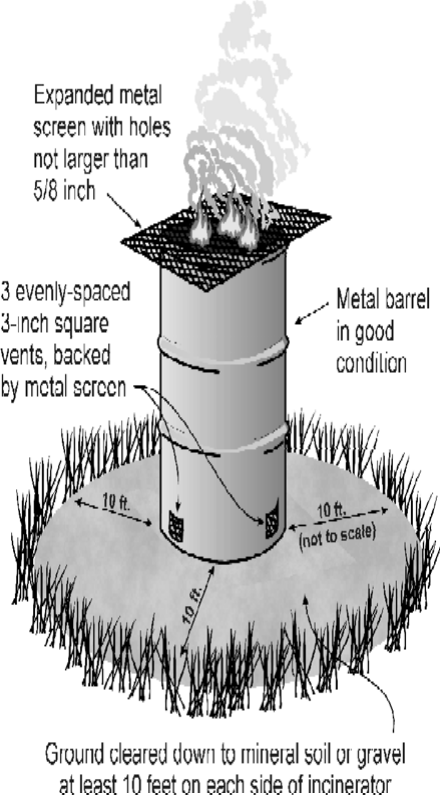 Expanded metal
screen with holes
not larger than
5/8 inch
3 evenly-spaced
3-inch square
vents, backed
by metal screen
Metal barrel
in good
condition
10 ft.
10 ft.
(not to scale)
10 ft.
Ground cleared down to mineral soil or gravel
at least 10 feet on each side of incinerator